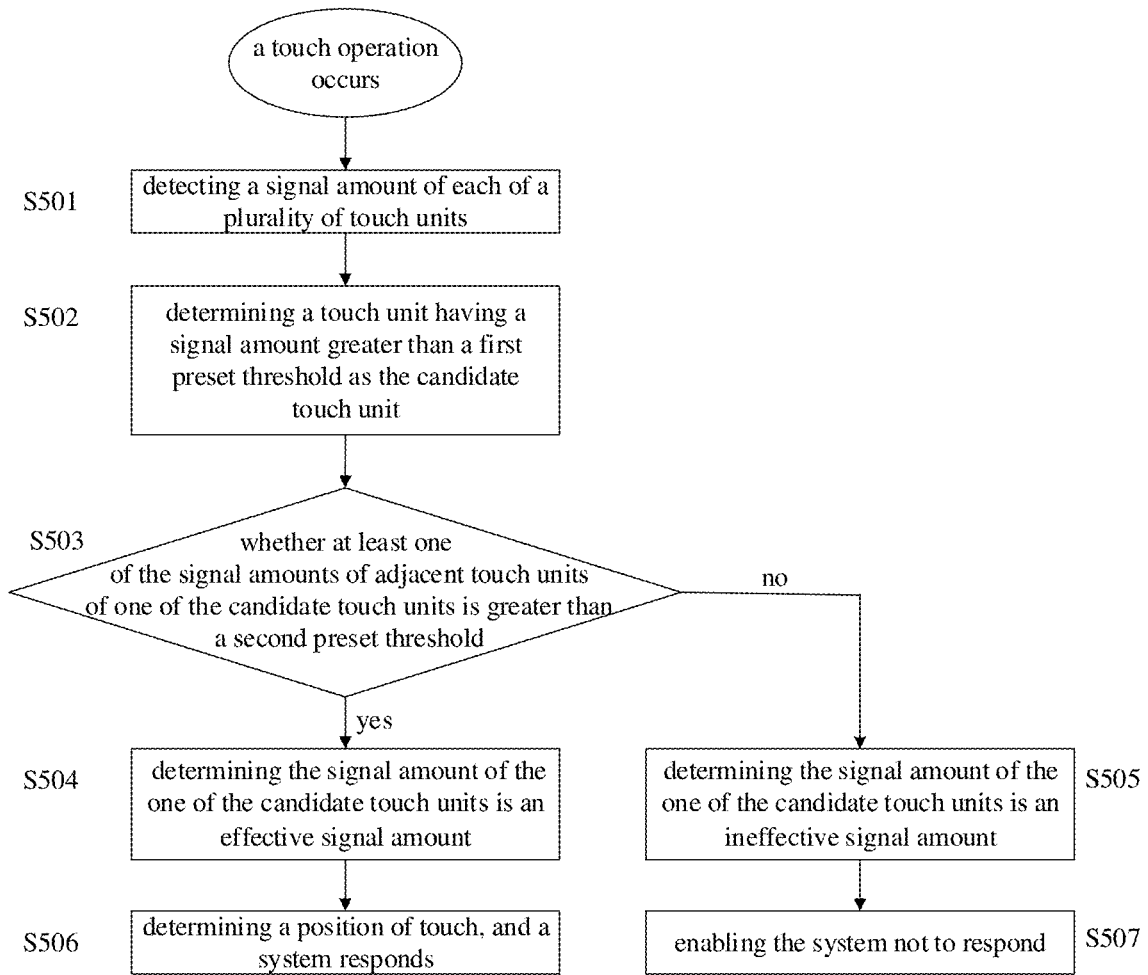 a touch operation
occurs
S501
detecting a signal amount of each of a
plurality of touch units
S502
determining a touch unit having a
signal amount greater than a first
preset threshold as the candidate
touch unit
S503
whether at least one
of the signal amounts of adjacent touch units
of one of the candidate touch units is greater than
a second preset threshold
no
yes
S504
determining the signal amount of the
one of the candidate touch units is an
effective signal amount
determining the signal amount of the
one of the candidate touch units is an
ineffective signal amount
S505
S506
determining a position of touch, and a
system responds
enabling the system not to respond
S507